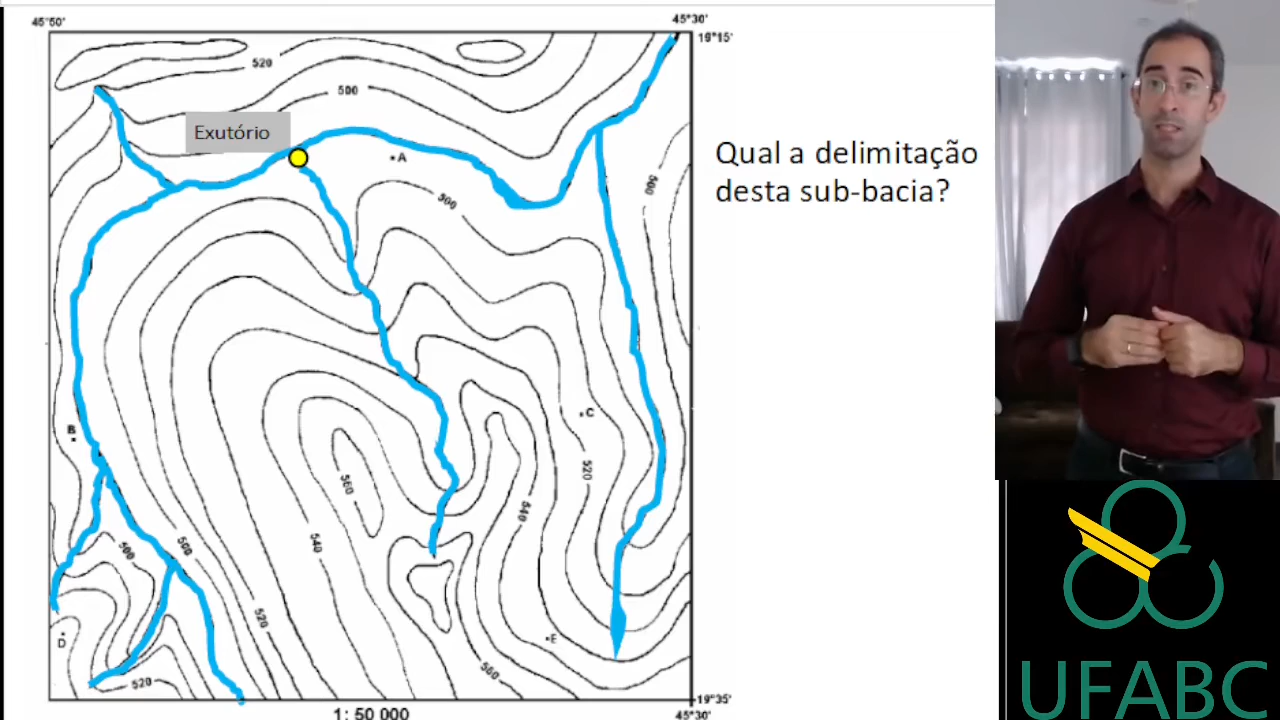 45°50'
45°30'
19°15'
520
500
Exutório
A
500
500
Qual a delimitação
desta sub-bacia?
B
C
560
520
540
540
500
500
520
D
E
560
520
19°35'
1: 50 000
45°30'
UFABC